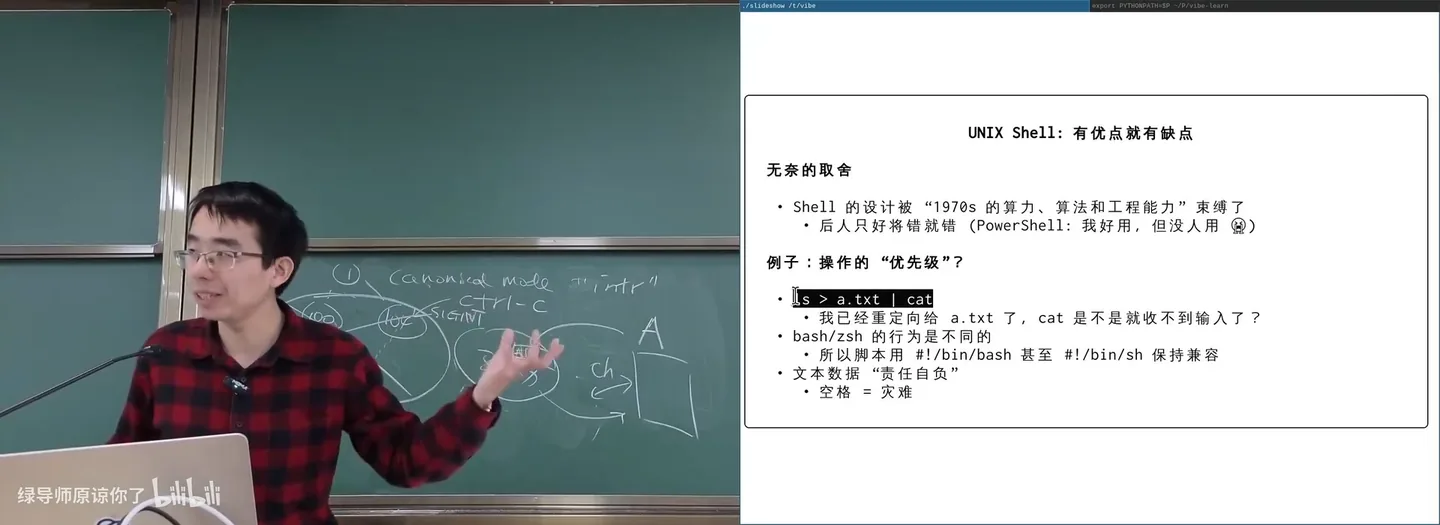 ./slideshow /t/vibe
export PYTHONPATH=$P ~/P/vibe-learn
UNIX Shell: 有优点就有缺点
无奈的取舍
• Shell 的设计被 “1970s 的算力、算法和工程能力” 束缚了
• 后人只好将错就错 (PowerShell: 我好用, 但没人用 😭)
例子：操作的 “优先级”？
• ls > a.txt | cat
• 我已经重定向给 a.txt 了, cat 是不是就收不到输入了？
• bash/zsh 的行为是不同的
• 所以脚本用 #!/bin/bash 甚至 #!/bin/sh 保持兼容
• 文本数据 “责任自负”
• 空格 = 灾难
① Canonical mode "intr"
ctrl-C
SIGINT
A
ch
绿导师原谅你了 bilibili